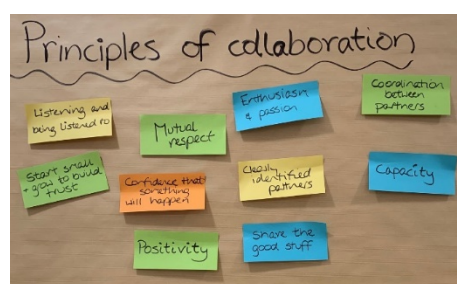 Principles of collaboration
Listening and
being listened to
Mutual
respect
Enthusiasm
& passion
Coordination
between
partners
Start small
- grow to build
trust
Confidence that
something
will happen
Clearly
identified
partners
Capacity
Positivity
Share the
good stuff